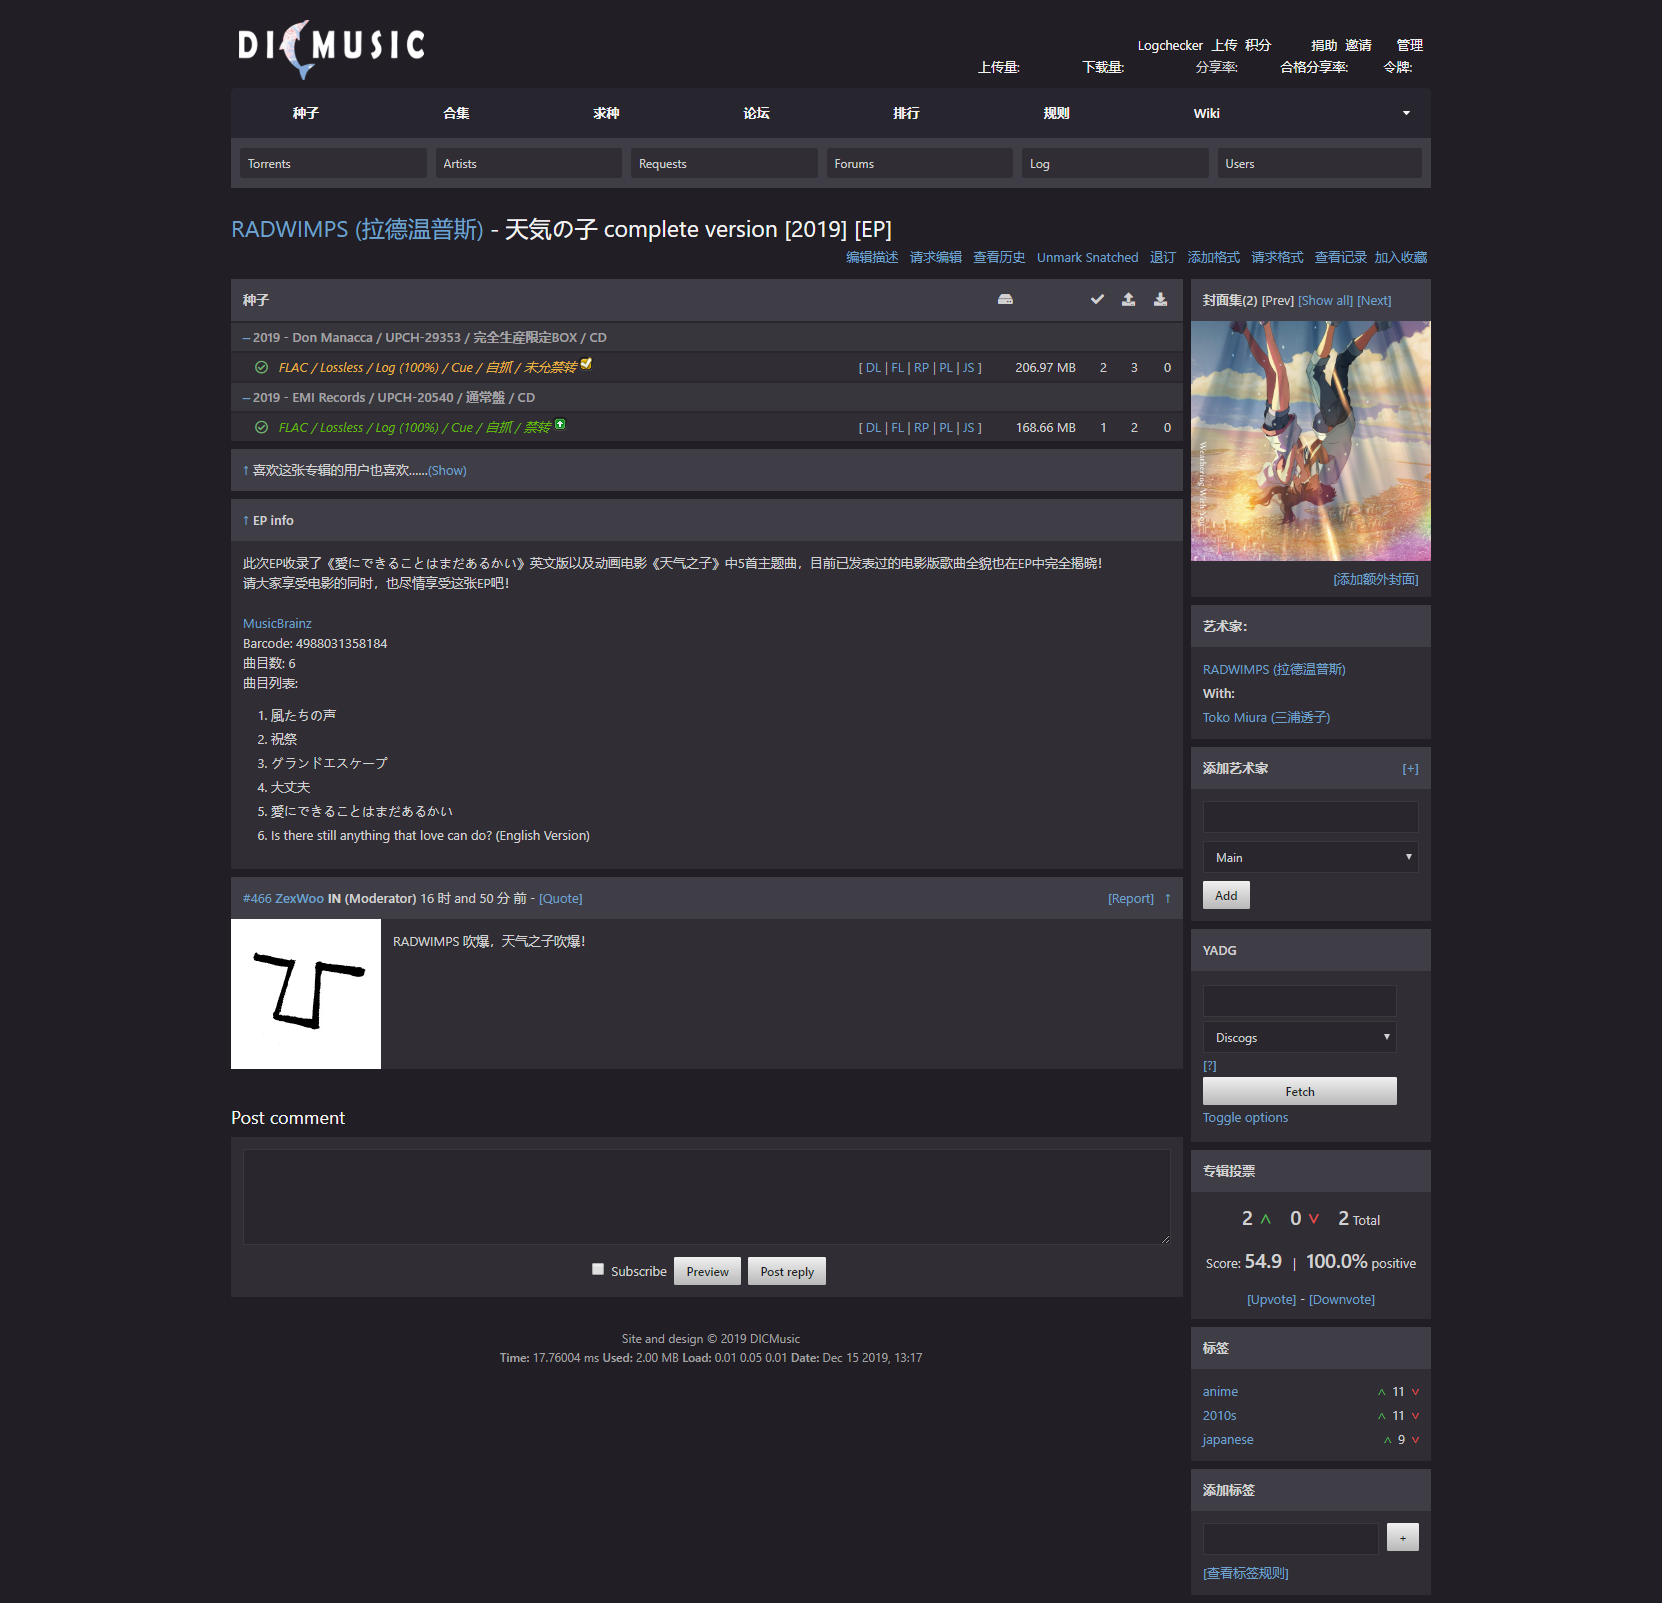 DICMUSIC
Logchecker 上传 积分 捐助 邀请 管理
上传量: 下载量: 分享率: 合格分享率: 令牌:
种子 合集 求种 论坛 排行 规则 Wiki
Torrents Artists Requests Forums Log Users
RADWIMPS (拉德温普斯) - 天気の子 complete version [2019] [EP]
编辑描述 请求编辑 查看历史 Unmark Snatched 退订 添加格式 请求格式 查看记录 加入收藏
种子
− 2019 - Don Manacca / UPCH-29353 / 完全生産限定BOX / CD
FLAC / Lossless / Log (100%) / Cue / 自抓 / 未允禁转 [ DL | FL | RP | PL | JS ] 206.97 MB 2 3 0
− 2019 - EMI Records / UPCH-20540 / 通常盤 / CD
FLAC / Lossless / Log (100%) / Cue / 自抓 / 禁转 [ DL | FL | RP | PL | JS ] 168.66 MB 1 2 0
↑ 喜欢这张专辑的用户也喜欢......(Show)
↑ EP info
此次EP收录了《愛にできることはまだあるかい》英文版以及动画电影《天气之子》中5首主题曲，目前已发表过的电影版歌曲全貌也在EP中完全揭晓！
请大家享受电影的同时，也尽情享受这张EP吧！
MusicBrainz
Barcode: 4988031358184
曲目数: 6
曲目列表:
1. 風たちの声
2. 祝祭
3. グランドエスケープ
4. 大丈夫
5. 愛にできることはまだあるかい
6. Is there still anything that love can do? (English Version)
#466 ZexWoo IN (Moderator) 16 时 and 50 分 前 - [Quote] [Report] ↑
RADWIMPS 吹爆，天气之子吹爆！
Post comment
Subscribe Preview Post reply
Site and design © 2019 DICMusic
Time: 17.76004 ms Used: 2.00 MB Load: 0.01 0.05 0.01 Date: Dec 15 2019, 13:17
封面集(2) [Prev] [Show all] [Next]
Weathering With You
[添加额外封面]
艺术家：
RADWIMPS (拉德温普斯)
With:
Toko Miura (三浦透子)
添加艺术家 [+]
Main
Add
YADG
Discogs
[?]
Fetch
Toggle options
专辑投票
2 0 2 Total
Score: 54.9 | 100.0% positive
[Upvote] - [Downvote]
标签
anime 11
2010s 11
japanese 9
添加标签
+
[查看标签规则]